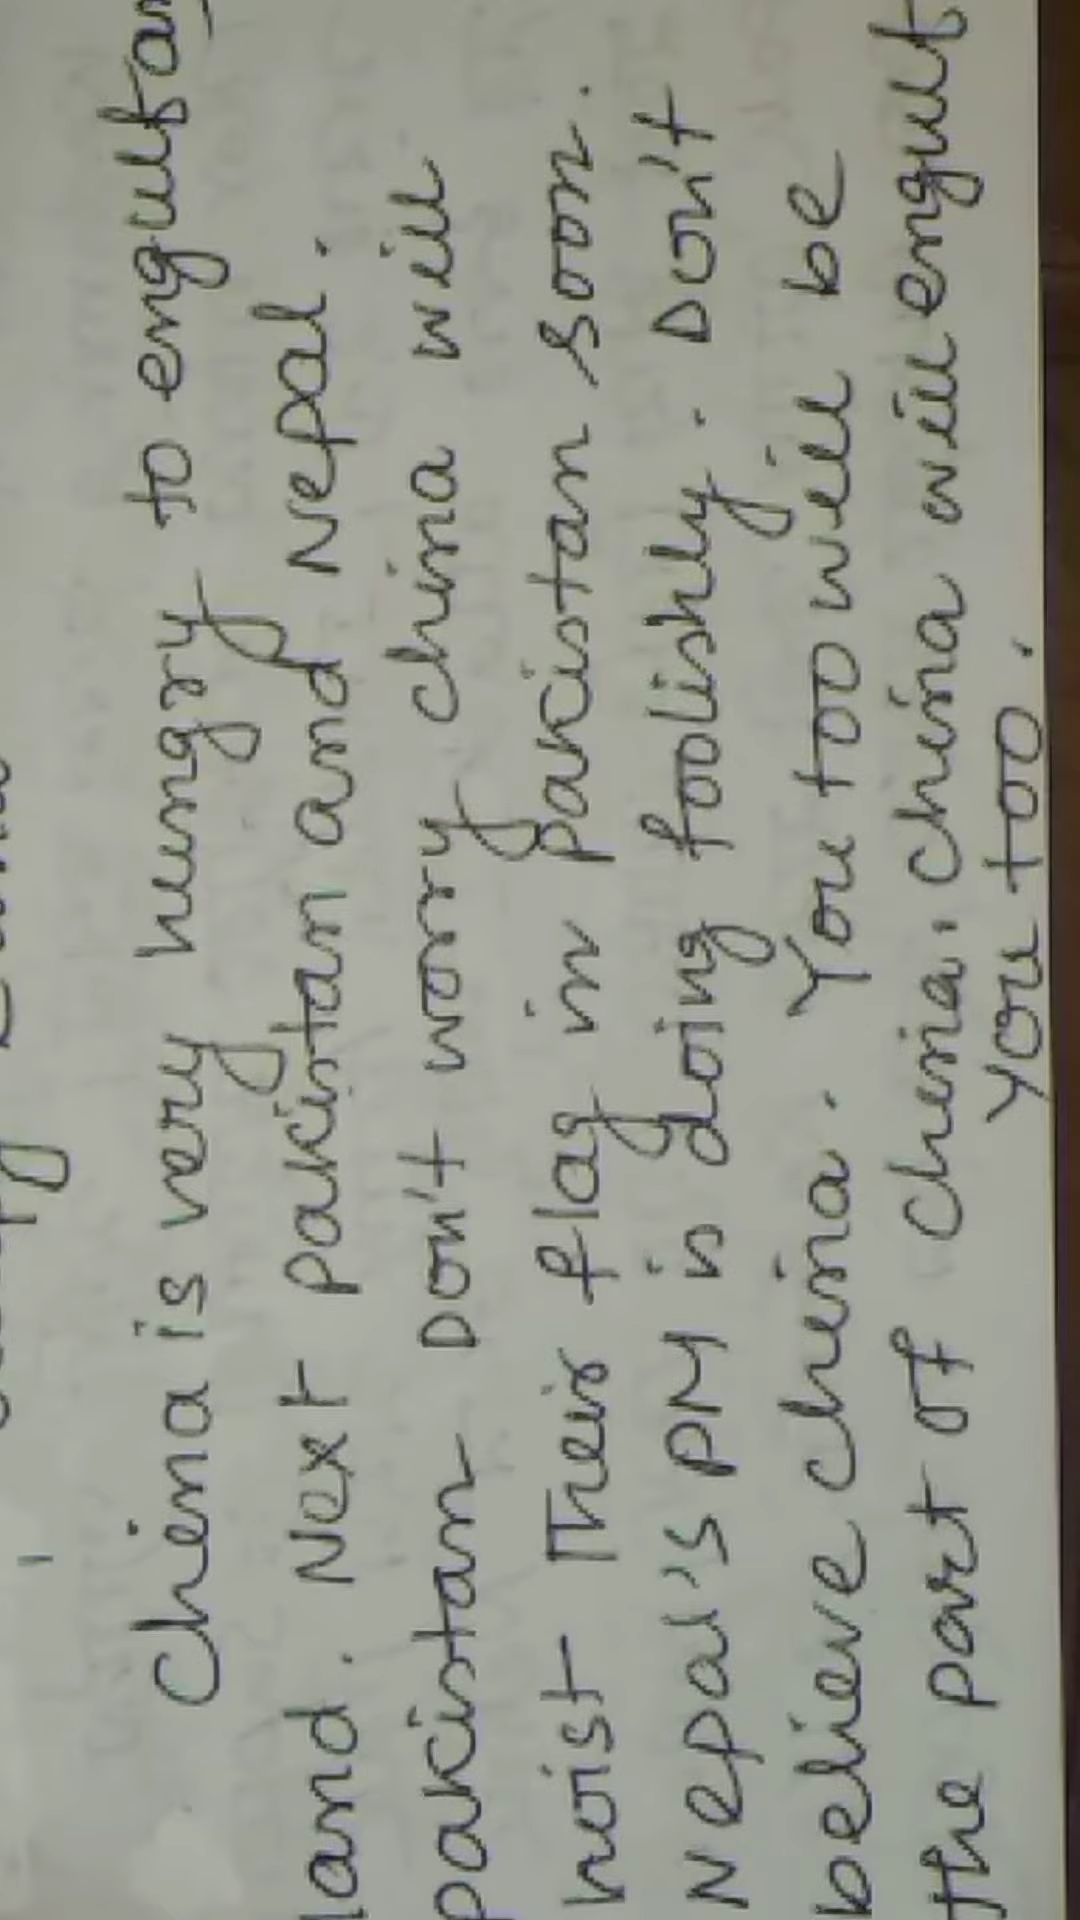 China is very hungry to engulf any
land. Next Pakistan and Nepal.
pakistan Don't worry China will
hoist Their flag in pakistan soon.
Nepal's PM is doing foolishly. Don't
believe china. You too will be
the part of China. China will engulf
you too.